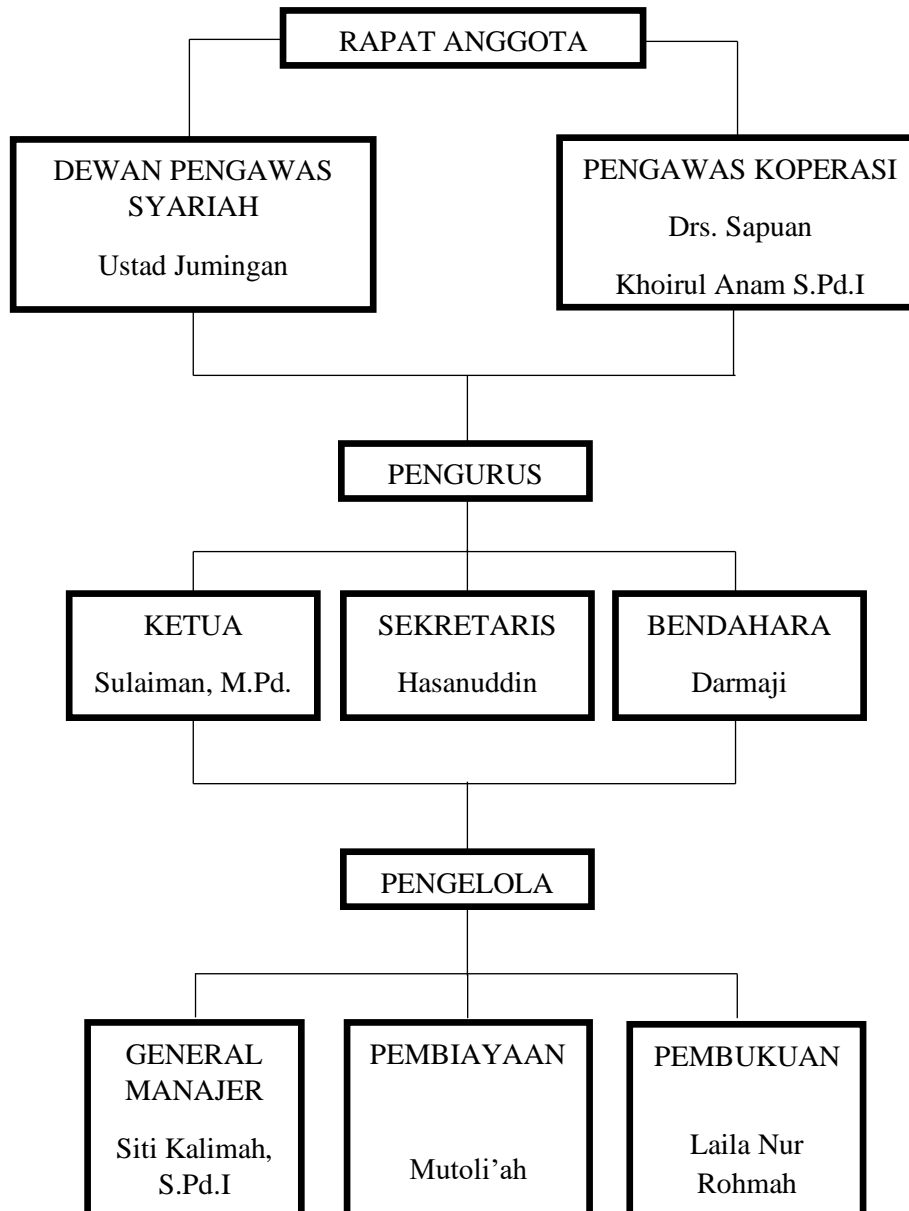 RAPAT ANGGOTA
DEWAN PENGAWAS
SYARIAH
Ustad Jumingan
PENGAWAS KOPERASI
Drs. Sapuan
Khoirul Anam S.Pd.I
PENGURUS
KETUA
Sulaiman, M.Pd.
SEKRETARIS
Hasanuddin
BENDAHARA
Darmaji
PENGELOLA
GENERAL
MANAJER
Siti Kalimah,
S.Pd.I
PEMBIAYAAN
Mutoli’ah
PEMBUKUAN
Laila Nur
Rohmah